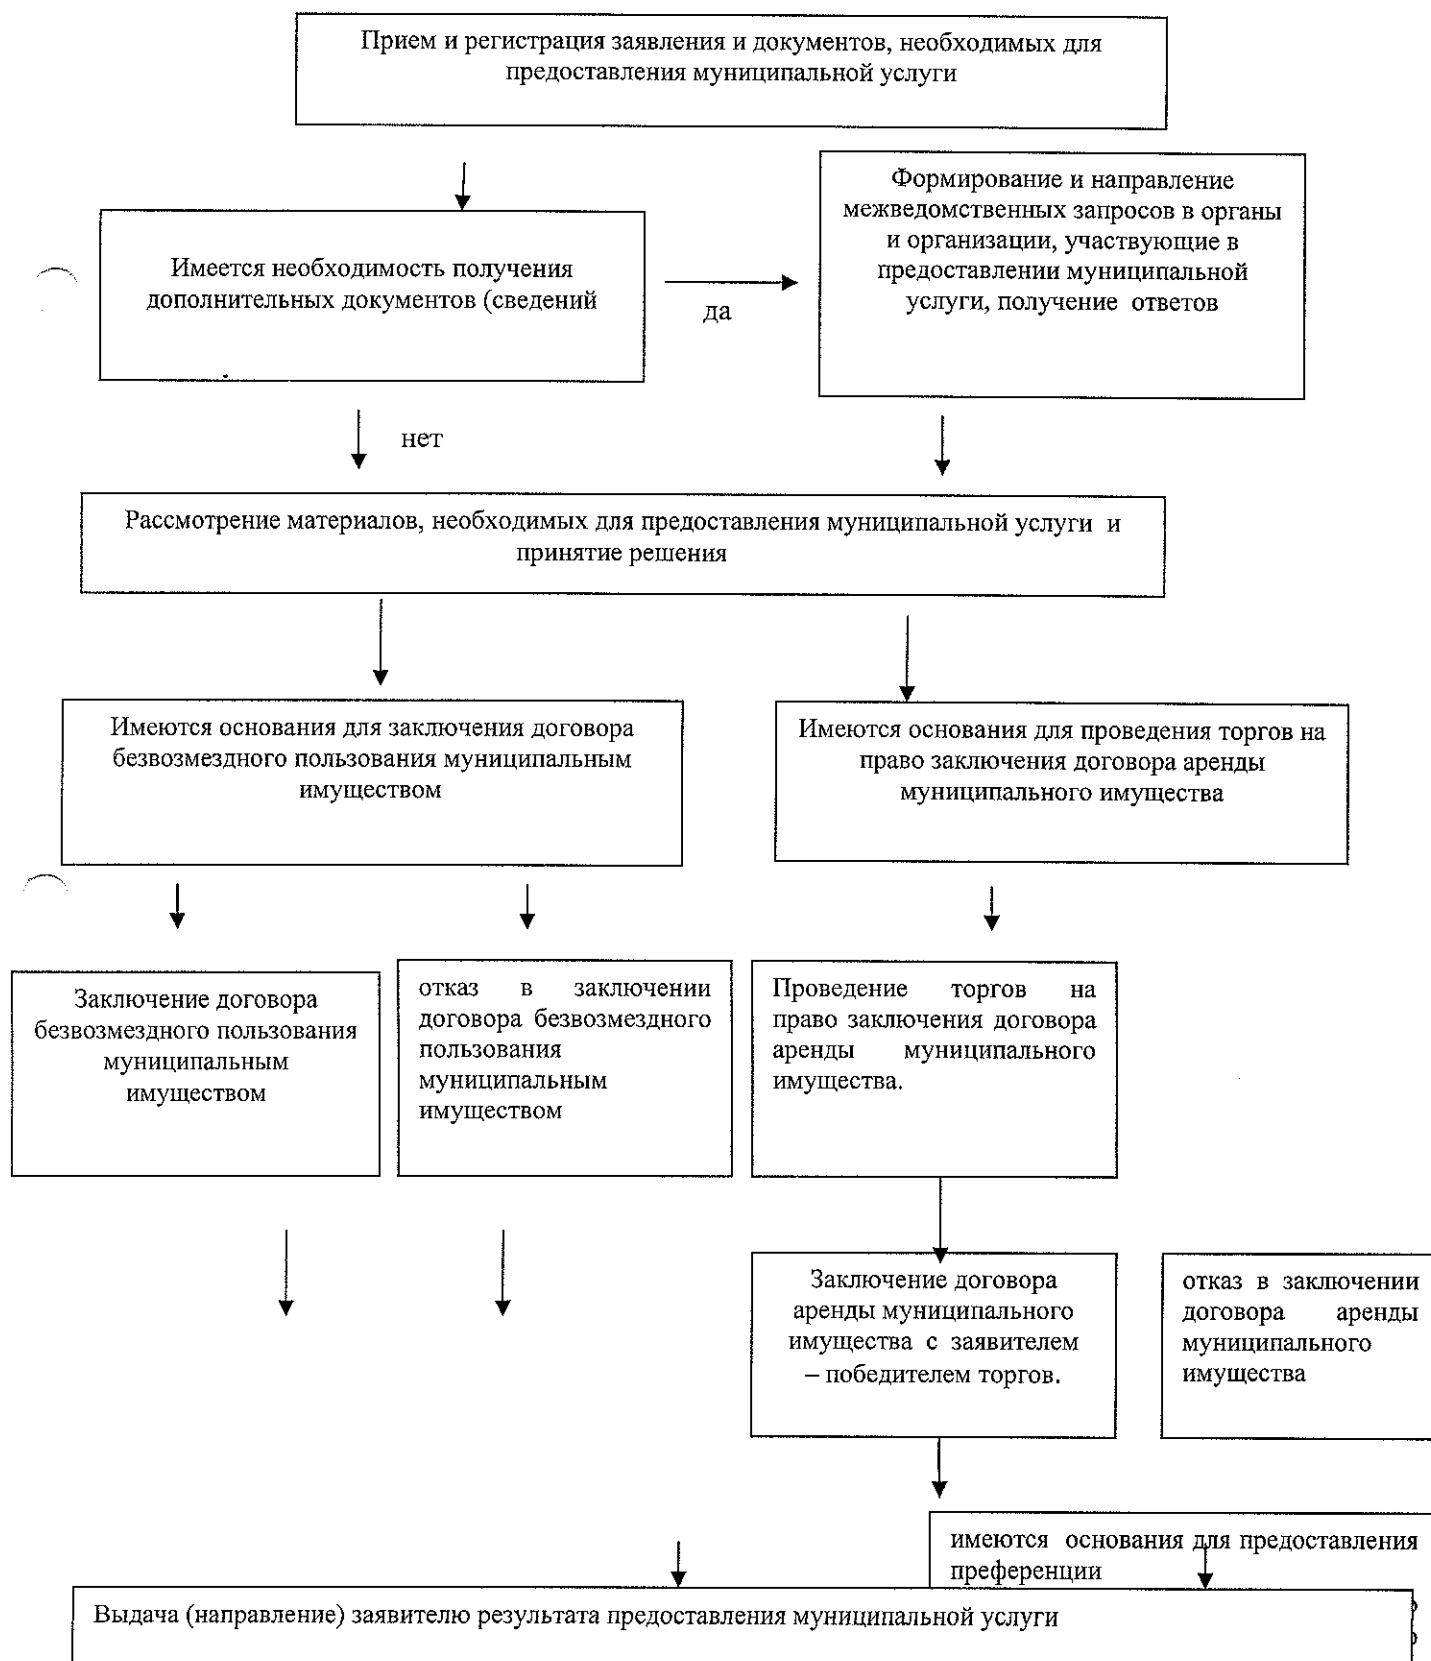 Прием и регистрация заявления и документов, необходимых для
предоставления муниципальной услуги
Формирование и направление
межведомственных запросов в органы
и организации, участвующие в
предоставлении муниципальной
услуги, получение ответов
Имеется необходимость получения
дополнительных документов (сведений
да
нет
Рассмотрение материалов, необходимых для предоставления муниципальной услуги и
принятие решения
Имеются основания для заключения договора
безвозмездного пользования муниципальным
имуществом
Имеются основания для проведения торгов на
право заключения договора аренды
муниципального имущества
Заключение договора
безвозмездного пользования
муниципальным
имуществом
отказ в заключении
договора безвозмездного
пользования
муниципальным
имуществом
Проведение торгов на
право заключения договора
аренды муниципального
имущества.
Заключение договора
аренды муниципального
имущества с заявителем
– победителем торгов.
отказ в заключении
договора аренды
муниципального
имущества
имеются основания для предоставления
преференции
Выдача (направление) заявителю результата предоставления муниципальной услуги